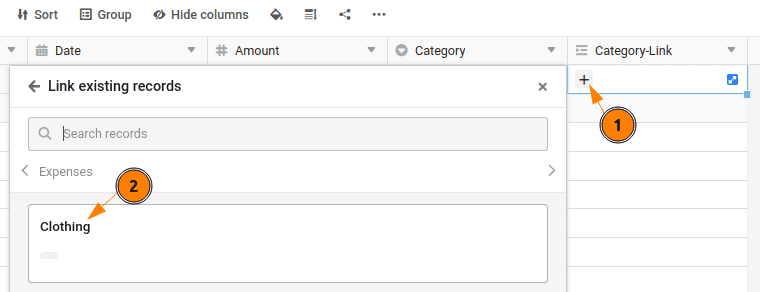 Sort Group Hide columns
Date Amount Category Category-Link
Link existing records
Search records
Expenses
Clothing
1
2